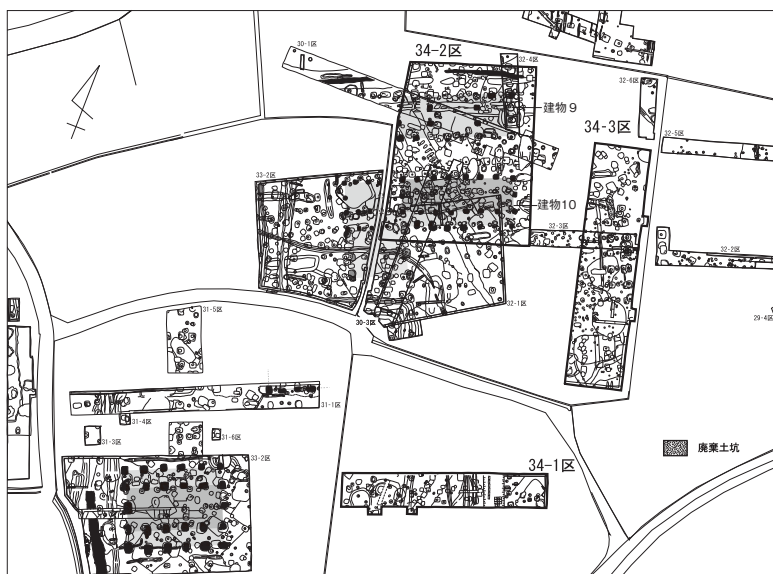 30-1区
34-2区
32-4区
32-6区
建物9
34-3区
32-5区
33-2区
建物10
32-3区
32-2区
31-5区
30-3区
32-1区
29-4区
31-1区
31-4区
31-3区
31-6区
33-2区
34-1区
廃棄土坑